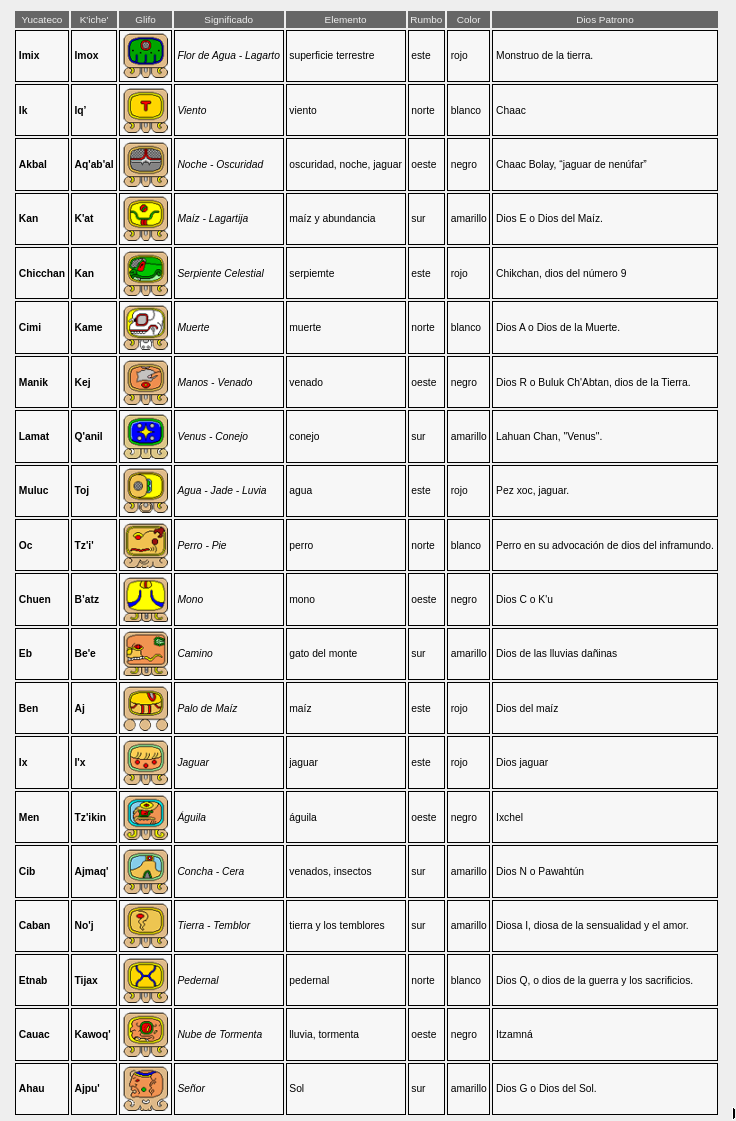 Yucateco K'iche' Glifo Significado Elemento Rumbo Color Dios Patrono
Imix Imox Flor de Agua - Lagarto superficie terrestre este rojo Monstruo de la tierra.
Ik Iq' Viento viento norte blanco Chaac
Akbal Aq'ab'al Noche - Oscuridad oscuridad, noche, jaguar oeste negro Chaac Bolay, “jaguar de nenúfar”
Kan K'at Maíz - Lagartija maíz y abundancia sur amarillo Dios E o Dios del Maíz.
Chicchan Kan Serpiente Celestial serpiemte este rojo Chikchan, dios del número 9
Cimi Kame Muerte muerte norte blanco Dios A o Dios de la Muerte.
Manik Kej Manos - Venado venado oeste negro Dios R o Buluk Ch'Abtan, dios de la Tierra.
Lamat Q'anil Venus - Conejo conejo sur amarillo Lahuan Chan, "Venus".
Muluc Toj Agua - Jade - Luvia agua este rojo Pez xoc, jaguar.
Oc Tz'i' Perro - Pie perro norte blanco Perro en su advocación de dios del inframundo.
Chuen B'atz Mono mono oeste negro Dios C o K'u
Eb Be'e Camino gato del monte sur amarillo Dios de las lluvias dañinas
Ben Aj Palo de Maíz maíz este rojo Dios del maíz
Ix I'x Jaguar jaguar este rojo Dios jaguar
Men Tz'ikin Águila águila oeste negro Ixchel
Cib Ajmaq' Concha - Cera venados, insectos sur amarillo Dios N o Pawahtún
Caban No'j Tierra - Temblor tierra y los temblores sur amarillo Diosa I, diosa de la sensualidad y el amor.
Etnab Tijax Pedernal pedernal norte blanco Dios Q, o dios de la guerra y los sacrificios.
Cauac Kawoq' Nube de Tormenta lluvia, tormenta oeste negro Itzamná
Ahau Ajpu' Señor Sol sur amarillo Dios G o Dios del Sol.